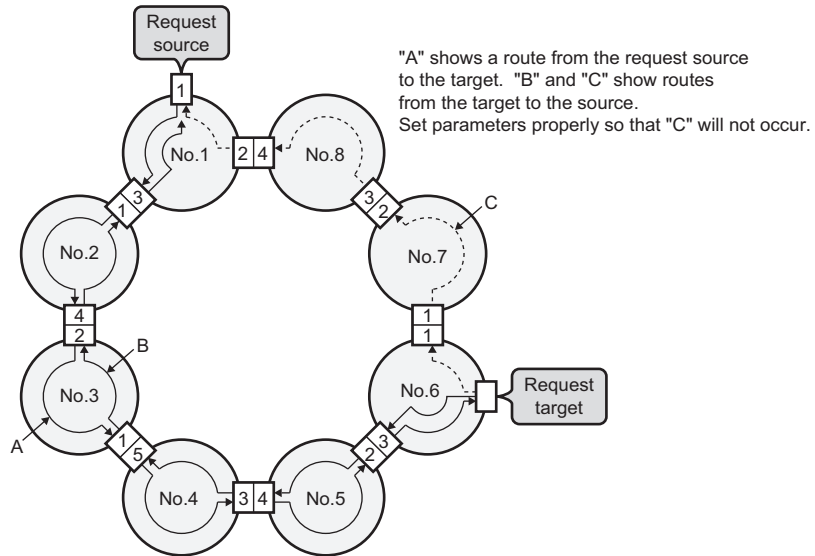 Request
source
"A" shows a route from the request source
to the target. "B" and "C" show routes
from the target to the source.
Set parameters properly so that "C" will not occur.
1
No.1
2 4
No.8
3
1
3
2
C
No.2
No.7
4
2
1
1
B
No.3
No.6
Request
target
A
1
5
3
2
No.4
3 4
No.5